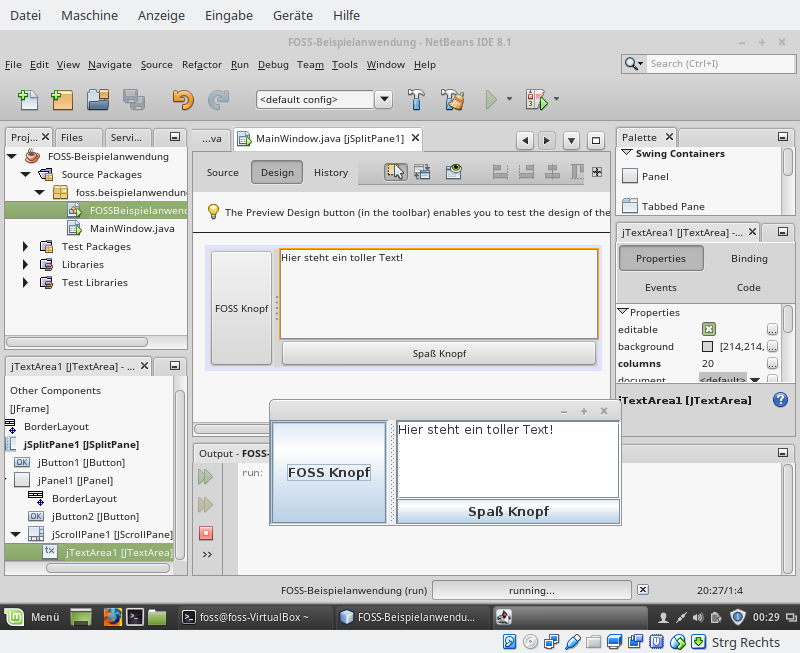 Datei Maschine Anzeige Eingabe Geräte Hilfe
FOSS-Beispielanwendung - NetBeans IDE 8.1
File Edit View Navigate Source Refactor Run Debug Team Tools Window Help
Search (Ctrl+I)
<default config>
Proj... Files Servi...
FOSS-Beispielanwendung
Source Packages
foss.beispielanwendun
FOSSBeispielanwend
MainWindow.java
Test Packages
Libraries
Test Libraries
...va MainWindow.java [jSplitPane1]
Source Design History
The Preview Design button (in the toolbar) enables you to test the design of the
FOSS Knopf
Hier steht ein toller Text!
Spaß Knopf
Palette
Swing Containers
Panel
Tabbed Pane
jTextArea1 [JTextArea] -...
Properties Binding
Events Code
Properties
editable
background [214,214, ...
columns 20 ...
document <default> ...
jTextArea1 [JTextArea]
jTextArea1 [JTextArea] - ...
Other Components
[JFrame]
BorderLayout
jSplitPane1 [JSplitPane]
OK jButton1 [JButton]
jPanel1 [JPanel]
BorderLayout
OK jButton2 [JButton]
jScrollPane1 [JScrollPane]
tx jTextArea1 [JTextArea]
Output - FOSS-
run:
FOSS Knopf
Hier steht ein toller Text!
Spaß Knopf
FOSS-Beispielanwendung (run) running... 20:27/1:4
Menü foss@foss-VirtualBox ~ FOSS-Beispielanwendu... 00:29
Strg Rechts